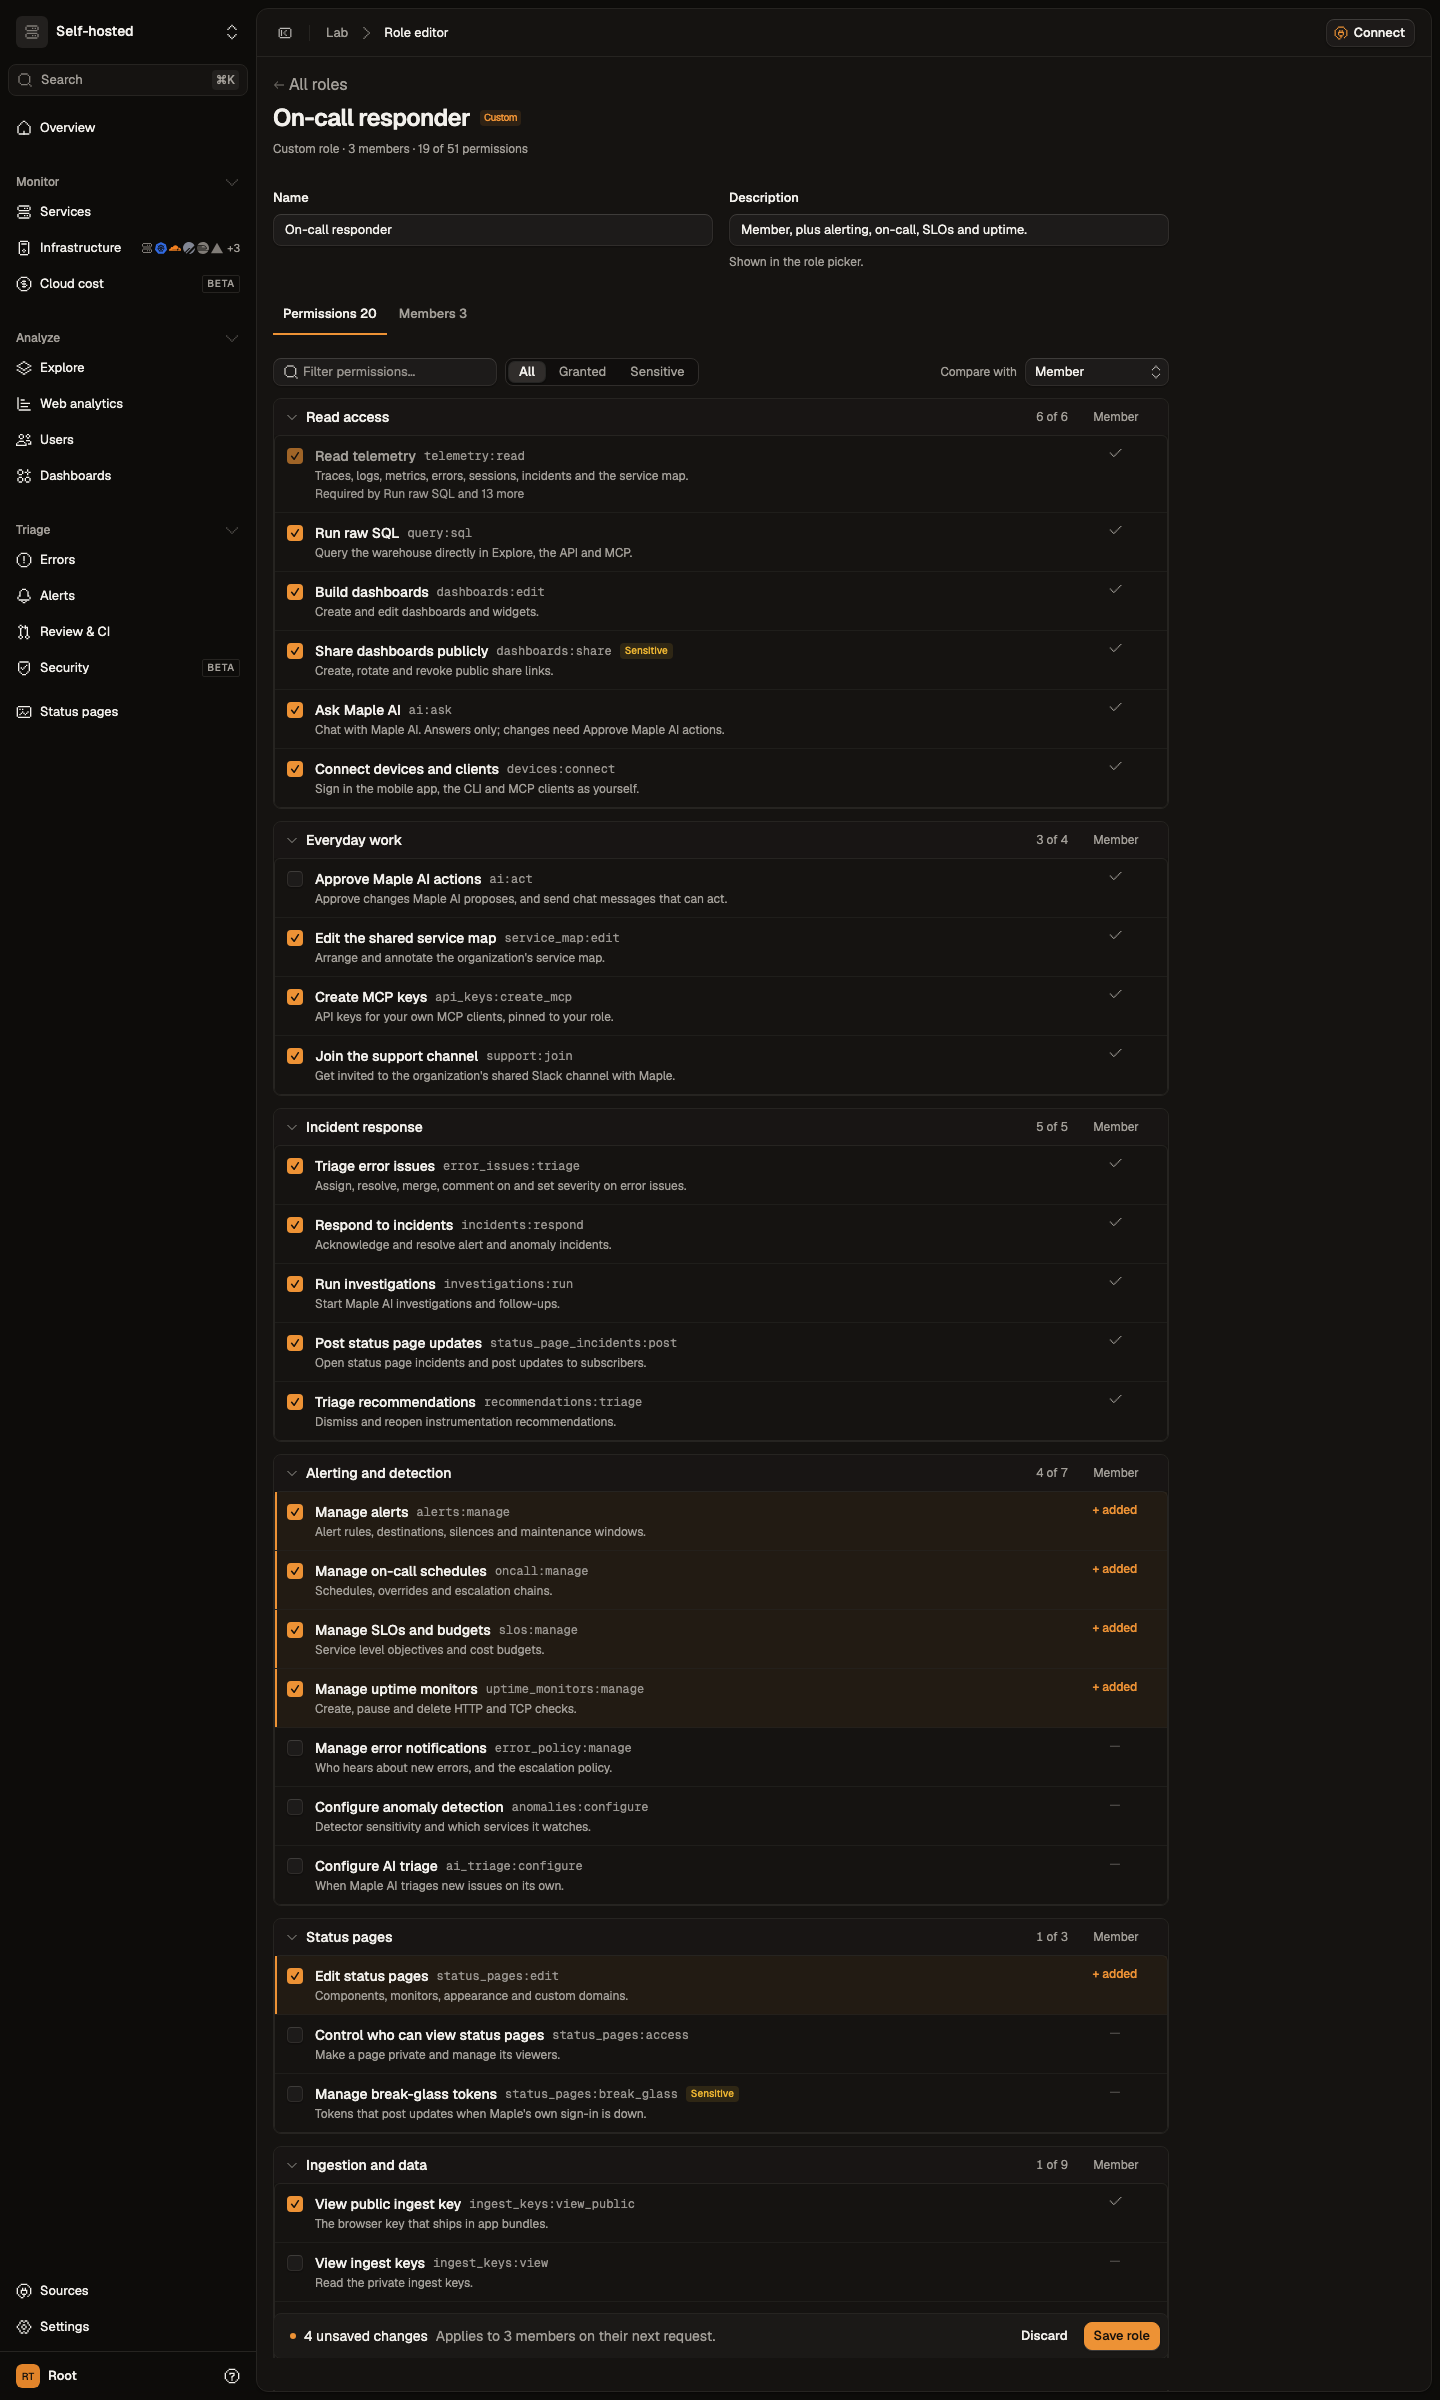 Self-hosted
Search ⌘K
Overview
Monitor
Services
Infrastructure +3
Cloud cost BETA
Analyze
Explore
Web analytics
Users
Dashboards
Triage
Errors
Alerts
Review & CI
Security BETA
Status pages
Sources
Settings
RT Root
Lab Role editor
Connect
← All roles
On-call responder Custom
Custom role · 3 members · 19 of 51 permissions
Name
On-call responder
Description
Member, plus alerting, on-call, SLOs and uptime.
Shown in the role picker.
Permissions 20 Members 3
Filter permissions... All Granted Sensitive Compare with Member
Read access 6 of 6 Member
Read telemetry telemetry:read
Traces, logs, metrics, errors, sessions, incidents and the service map.
Required by Run raw SQL and 13 more
Run raw SQL query:sql
Query the warehouse directly in Explore, the API and MCP.
Build dashboards dashboards:edit
Create and edit dashboards and widgets.
Share dashboards publicly dashboards:share Sensitive
Create, rotate and revoke public share links.
Ask Maple AI ai:ask
Chat with Maple AI. Answers only; changes need Approve Maple AI actions.
Connect devices and clients devices:connect
Sign in the mobile app, the CLI and MCP clients as yourself.
Everyday work 3 of 4 Member
Approve Maple AI actions ai:act
Approve changes Maple AI proposes, and send chat messages that can act.
Edit the shared service map service_map:edit
Arrange and annotate the organization's service map.
Create MCP keys api_keys:create_mcp
API keys for your own MCP clients, pinned to your role.
Join the support channel support:join
Get invited to the organization's shared Slack channel with Maple.
Incident response 5 of 5 Member
Triage error issues error_issues:triage
Assign, resolve, merge, comment on and set severity on error issues.
Respond to incidents incidents:respond
Acknowledge and resolve alert and anomaly incidents.
Run investigations investigations:run
Start Maple AI investigations and follow-ups.
Post status page updates status_page_incidents:post
Open status page incidents and post updates to subscribers.
Triage recommendations recommendations:triage
Dismiss and reopen instrumentation recommendations.
Alerting and detection 4 of 7 Member
Manage alerts alerts:manage + added
Alert rules, destinations, silences and maintenance windows.
Manage on-call schedules oncall:manage + added
Schedules, overrides and escalation chains.
Manage SLOs and budgets slos:manage + added
Service level objectives and cost budgets.
Manage uptime monitors uptime_monitors:manage + added
Create, pause and delete HTTP and TCP checks.
Manage error notifications error_policy:manage
Who hears about new errors, and the escalation policy.
Configure anomaly detection anomalies:configure
Detector sensitivity and which services it watches.
Configure AI triage ai_triage:configure
When Maple AI triages new issues on its own.
Status pages 1 of 3 Member
Edit status pages status_pages:edit + added
Components, monitors, appearance and custom domains.
Control who can view status pages status_pages:access
Make a page private and manage its viewers.
Manage break-glass tokens status_pages:break_glass Sensitive
Tokens that post updates when Maple's own sign-in is down.
Ingestion and data 1 of 9 Member
View public ingest key ingest_keys:view_public
The browser key that ships in app bundles.
View ingest keys ingest_keys:view
Read the private ingest keys.
4 unsaved changes Applies to 3 members on their next request. Discard Save role